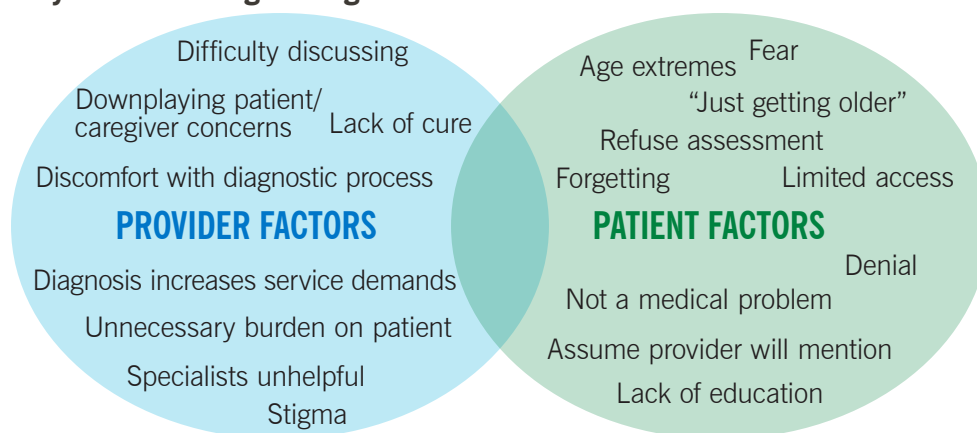 Difficulty discussing
Downplaying patient/
caregiver concerns
Lack of cure
Discomfort with diagnostic process
PROVIDER FACTORS
Diagnosis increases service demands
Unnecessary burden on patient
Specialists unhelpful
Stigma
Age extremes
Fear
“Just getting older”
Refuse assessment
Forgetting
Limited access
PATIENT FACTORS
Denial
Not a medical problem
Assume provider will mention
Lack of education